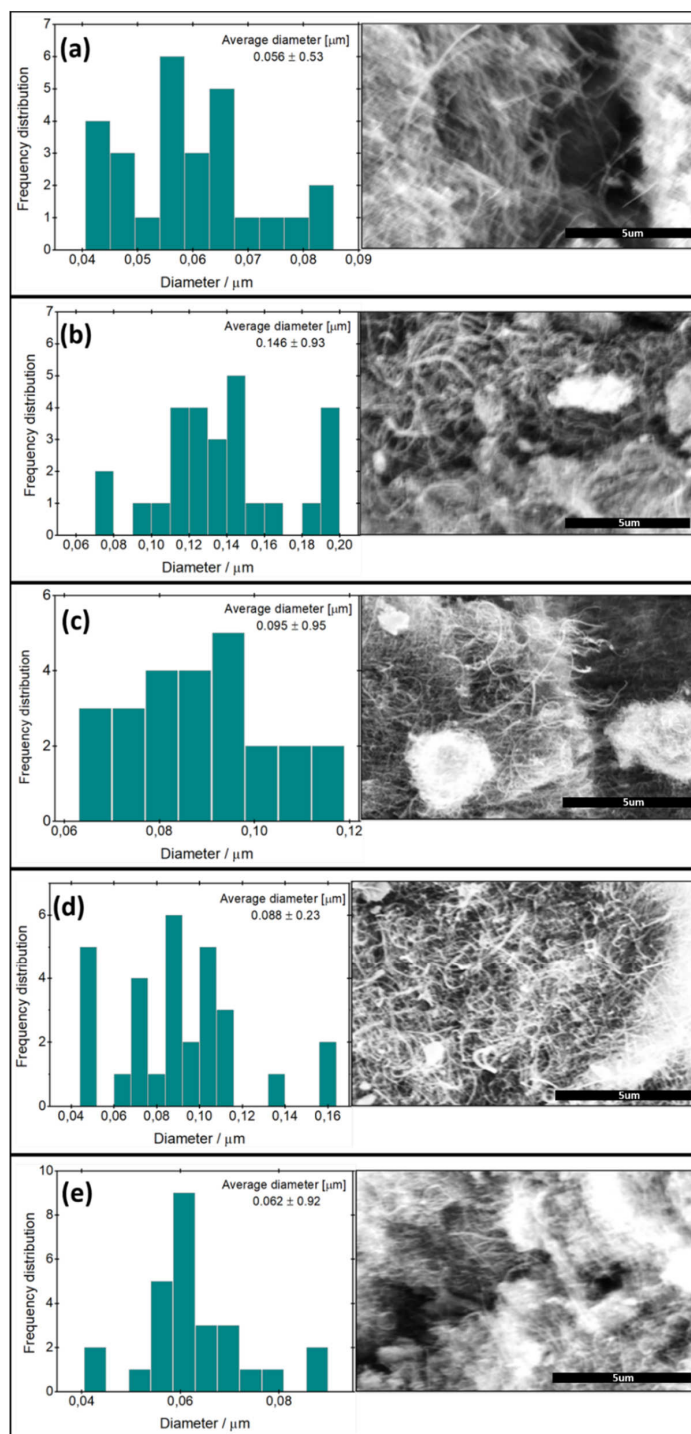 (a)
Average diameter [μm]
0.056 ± 0.53
Frequency distribution
7
6
5
4
3
2
1
0
0,04 0,05 0,06 0,07 0,08 0,09
Diameter / μm
5um
(b)
Average diameter [μm]
0.146 ± 0.93
Frequency distribution
7
6
5
4
3
2
1
0
0,06 0,08 0,10 0,12 0,14 0,16 0,18 0,20
Diameter / μm
5um
(c)
Average diameter [μm]
0.095 ± 0.95
Frequency distribution
6
4
2
0
0,06 0,08 0,10 0,12
Diameter / μm
5um
(d)
Average diameter [μm]
0.088 ± 0.23
Frequency distribution
6
4
2
0
0,04 0,06 0,08 0,10 0,12 0,14 0,16
Diameter / μm
5um
(e)
Average diameter [μm]
0.062 ± 0.92
Frequency distribution
10
8
6
4
2
0
0,04 0,06 0,08
Diameter / μm
5um